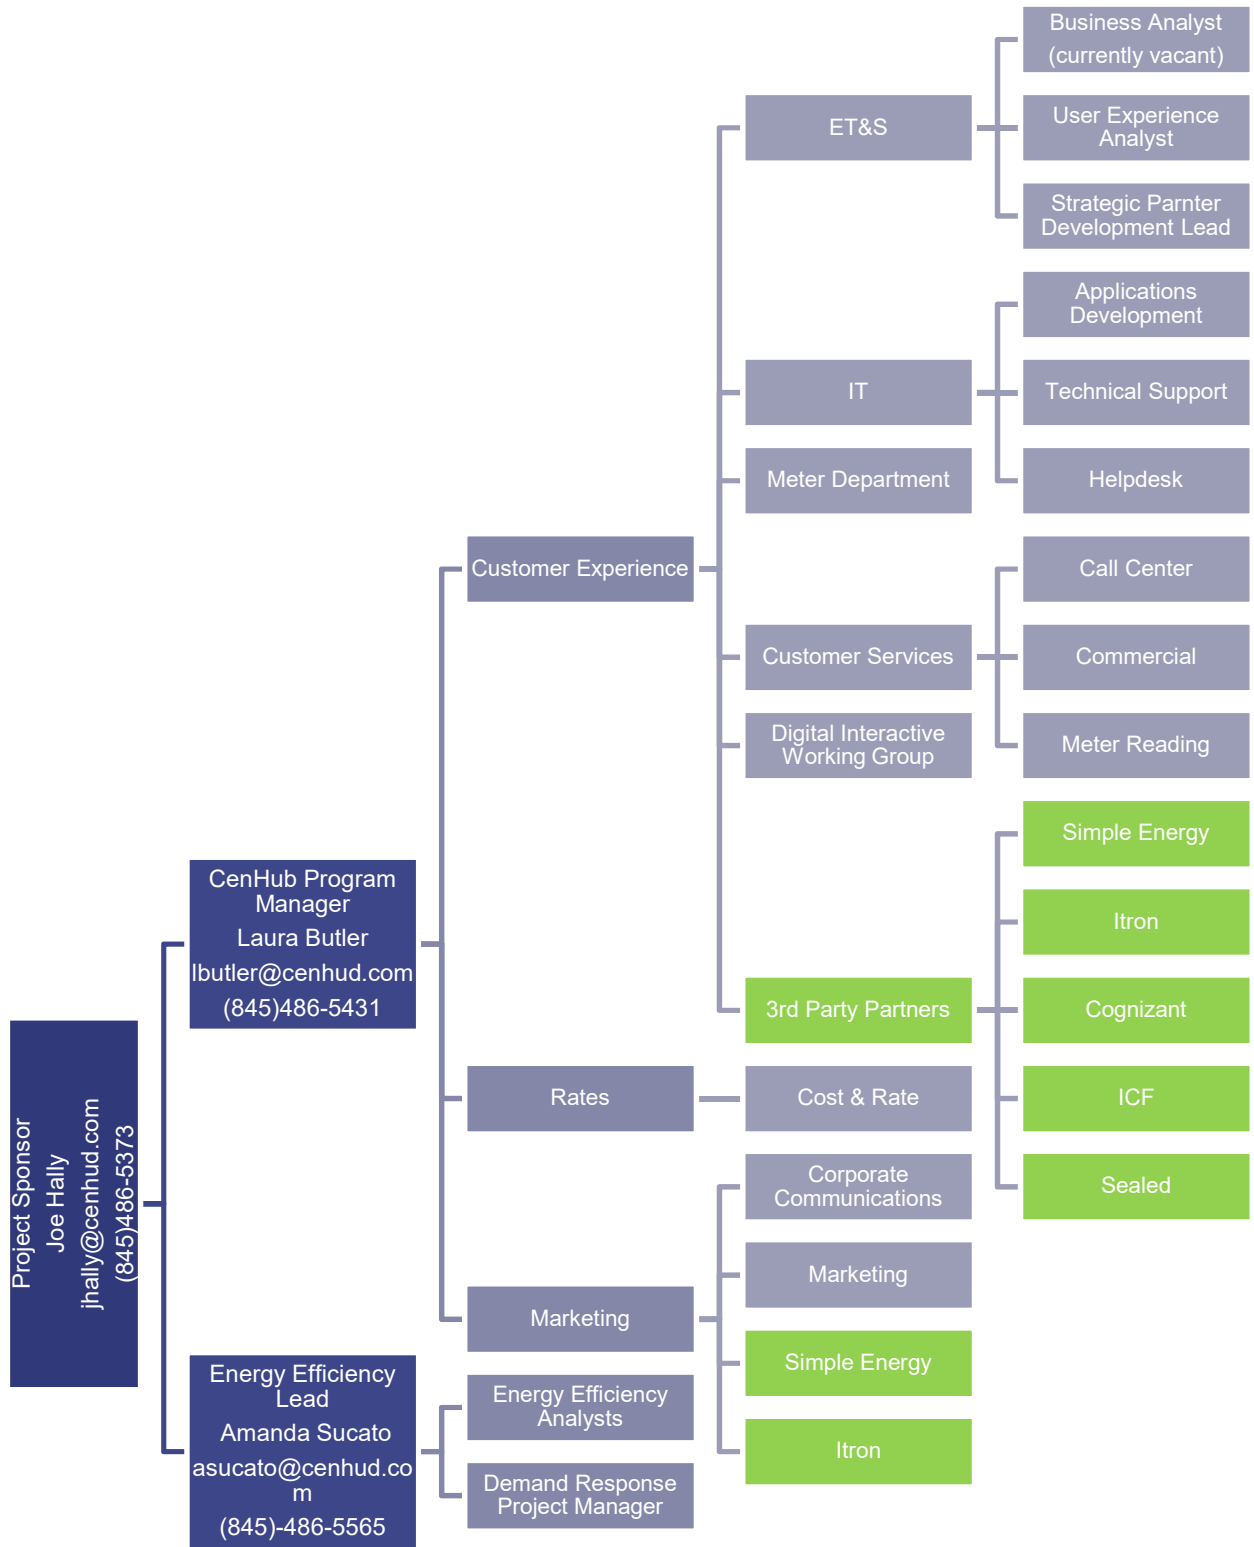 Project Sponsor
Joe Hally
jhally@cenhud.com
(845)486-5373
CenHub Program
Manager
Laura Butler
lbutler@cenhud.com
(845)486-5431
Customer Experience
ET&S
Business Analyst
(currently vacant)
User Experience
Analyst
Strategic Parnter
Development Lead
IT
Applications
Development
Technical Support
Helpdesk
Meter Department
Customer Services
Call Center
Commercial
Meter Reading
Digital Interactive
Working Group
3rd Party Partners
Simple Energy
Itron
Cognizant
ICF
Sealed
Rates
Cost & Rate
Marketing
Corporate
Communications
Marketing
Simple Energy
Itron
Energy Efficiency
Lead
Amanda Sucato
asucato@cenhud.co
m
(845)-486-5565
Energy Efficiency
Analysts
Demand Response
Project Manager